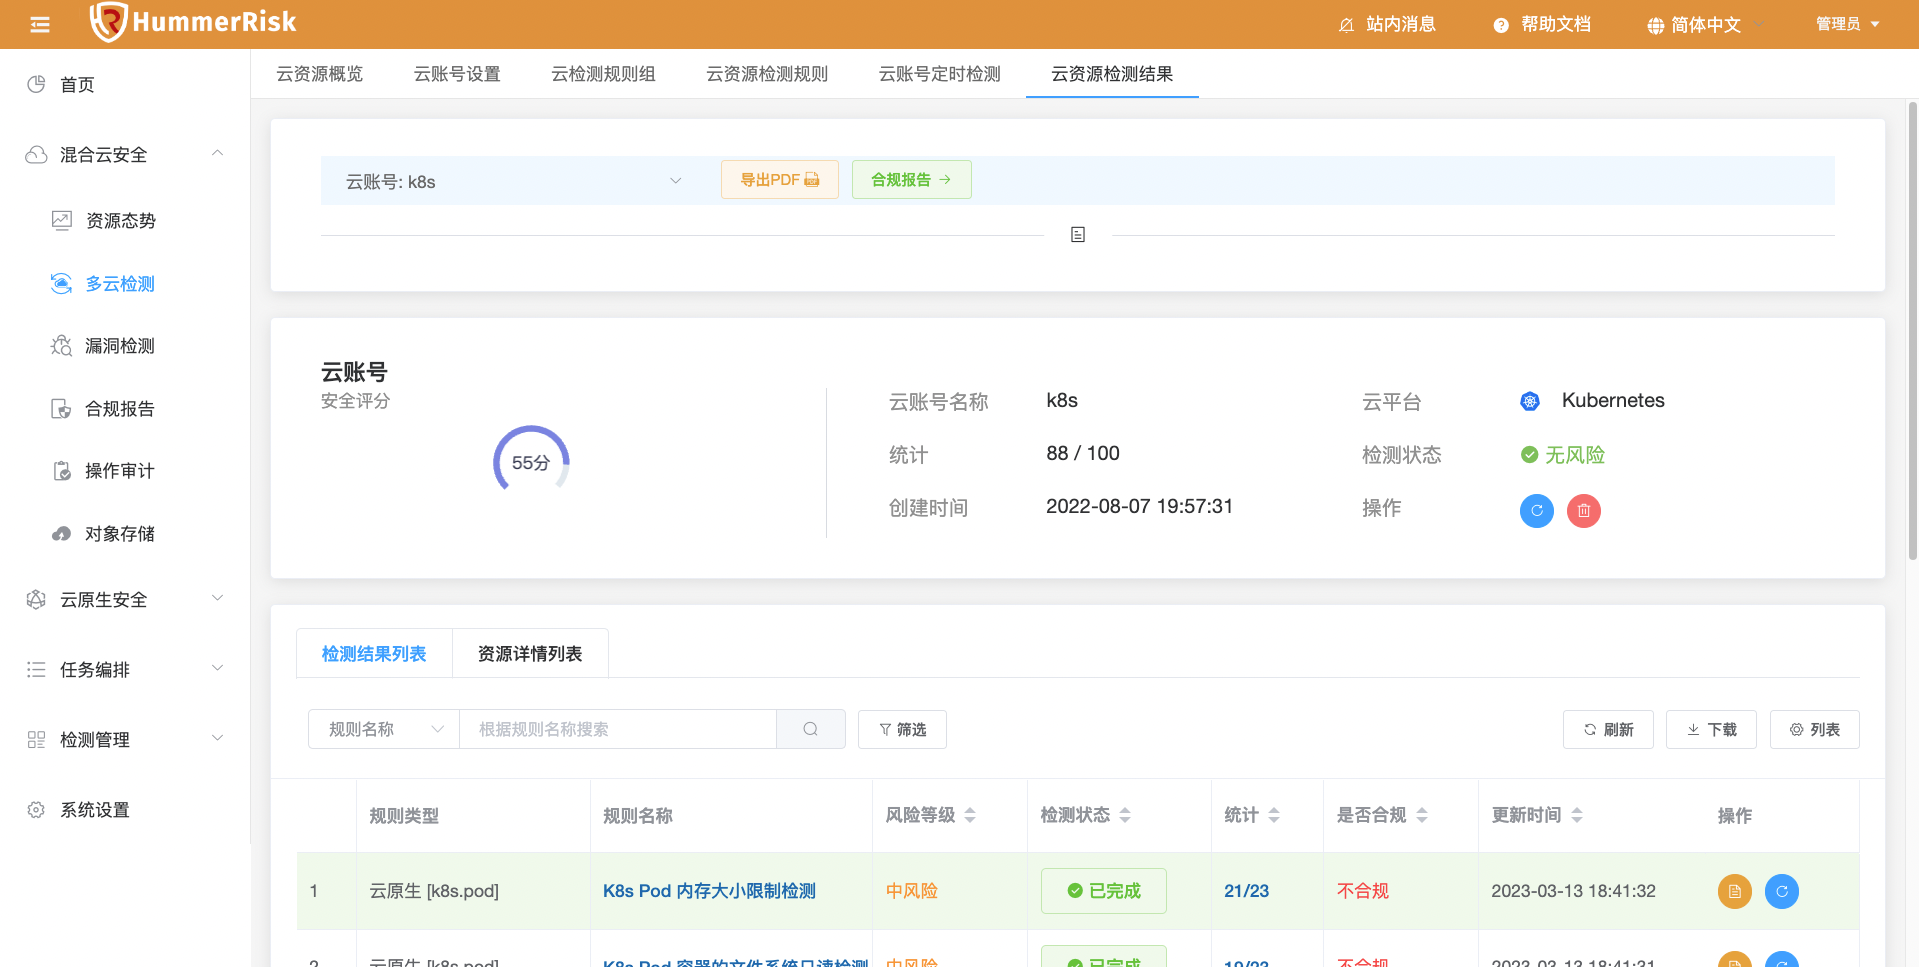 HummerRisk
站内消息
帮助文档
简体中文
管理员
首页
混合云安全
资源态势
多云检测
漏洞检测
合规报告
操作审计
对象存储
云原生安全
任务编排
检测管理
系统设置
云资源概览
云账号设置
云检测规则组
云资源检测规则
云账号定时检测
云资源检测结果
云账号: k8s
导出PDF
合规报告
云账号
安全评分
55分
云账号名称
k8s
云平台
Kubernetes
统计
88 / 100
检测状态
无风险
创建时间
2022-08-07 19:57:31
操作
检测结果列表
资源详情列表
规则名称
根据规则名称搜索
筛选
刷新
下载
列表
规则类型
规则名称
风险等级
检测状态
统计
是否合规
更新时间
操作
1
云原生 [k8s.pod]
K8s Pod 内存大小限制检测
中风险
已完成
21/23
不合规
2023-03-13 18:41:32
2
云原生 [k8s.pod]
K8s Pod 容器的文件系统只读检测
中风险
已完成
19/23
不合规
2023-03-13 18:41:31